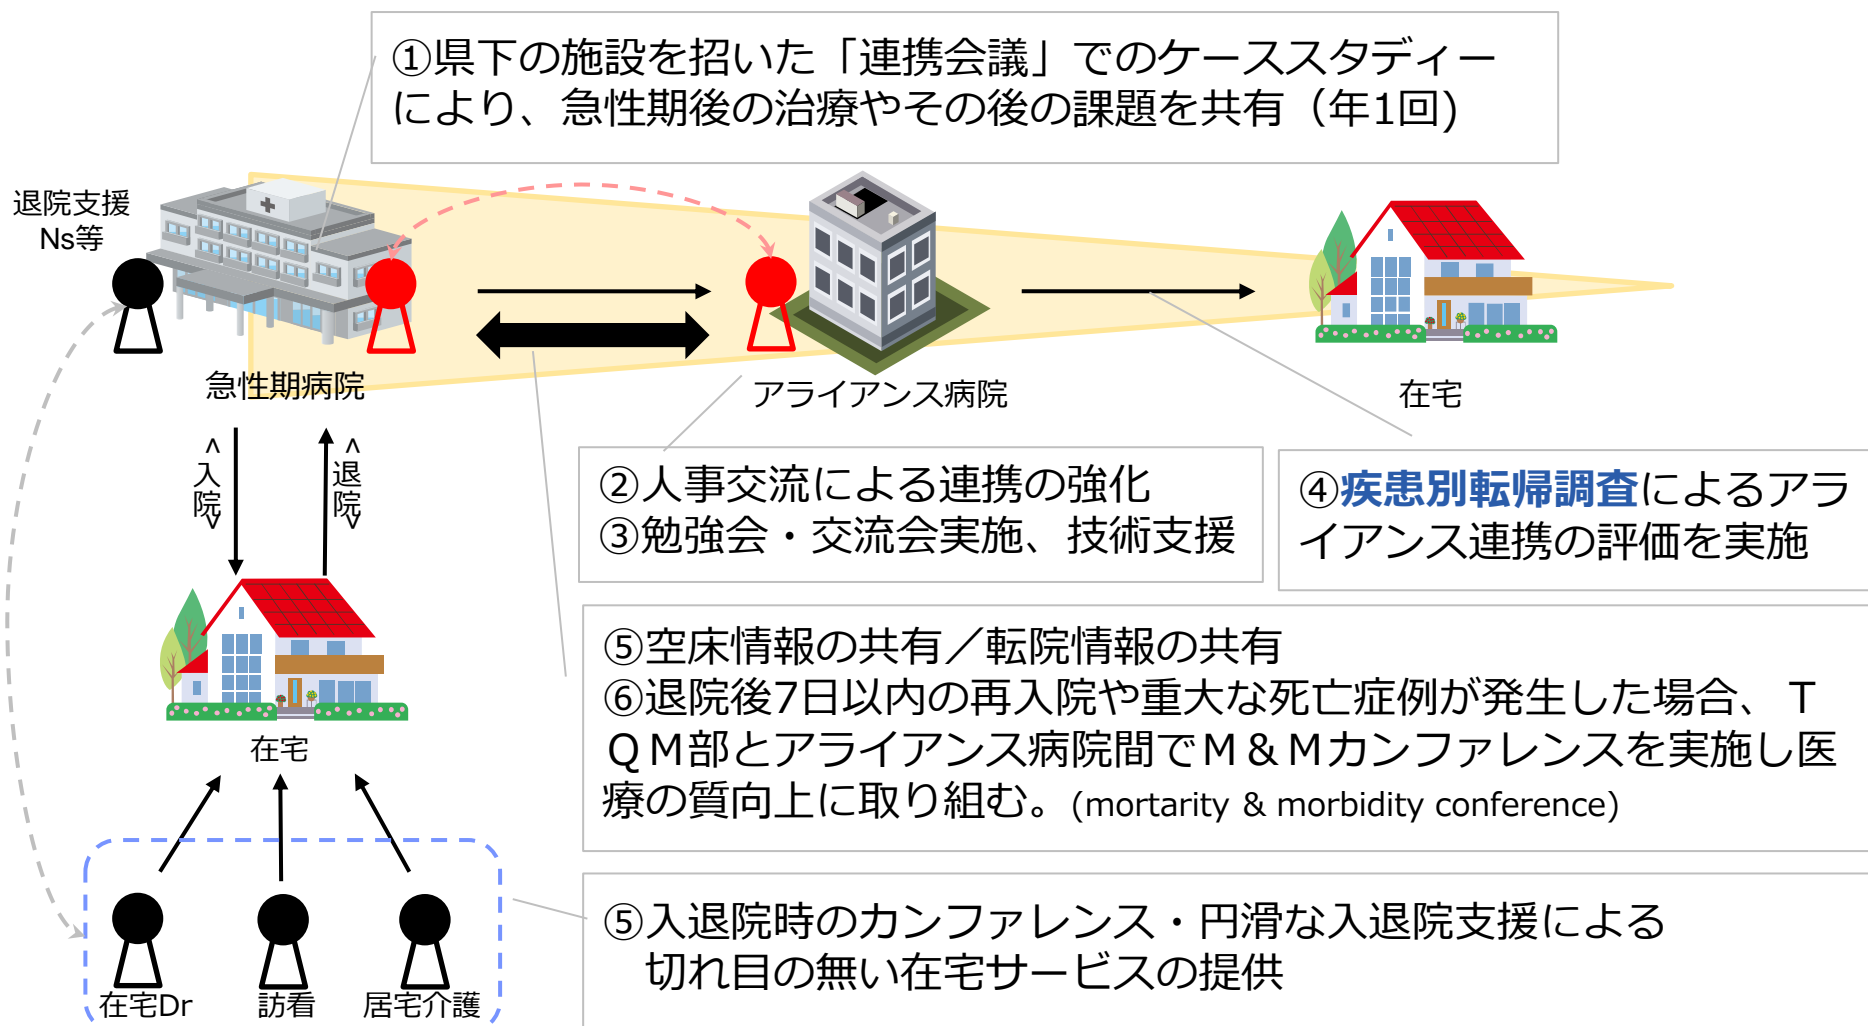 ①県下の施設を招いた「連携会議」でのケーススタディー
により、急性期後の治療やその後の課題を共有（年1回)
退院支援
Ns等
急性期病院
アライアンス病院
在宅
<入院>
<退院>
②人事交流による連携の強化
③勉強会・交流会実施、技術支援
④疾患別転帰調査によるアラ
イアンス連携の評価を実施
⑤空床情報の共有／転院情報の共有
⑥退院後7日以内の再入院や重大な死亡症例が発生した場合、Ｔ
ＱＭ部とアライアンス病院間でＭ＆Ｍカンファレンスを実施し医
療の質向上に取り組む。(mortarity & morbidity conference)
在宅
⑤入退院時のカンファレンス・円滑な入退院支援による
切れ目の無い在宅サービスの提供
在宅Dr
訪看
居宅介護